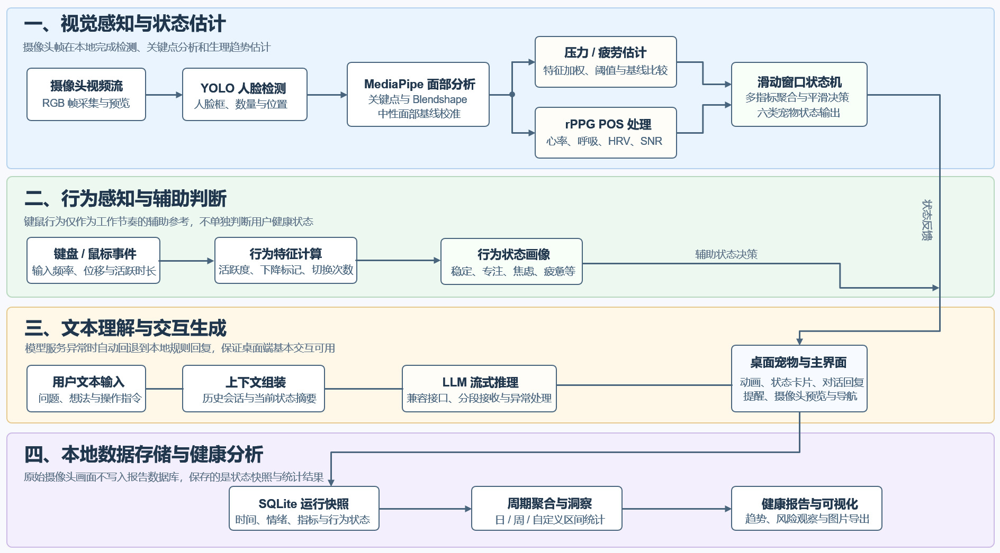 一、视觉感知与状态估计
摄像头帧在本地完成检测、关键点分析和生理趋势估计
摄像头视频流
RGB 帧采集与预览
YOLO 人脸检测
人脸框、数量与位置
MediaPipe 面部分析
关键点与 Blendshape
中性面部基线校准
压力 / 疲劳估计
特征加权、阈值与基线比较
rPPG POS 处理
心率、呼吸、HRV、SNR
滑动窗口状态机
多指标聚合与平滑决策
六类宠物状态输出
二、行为感知与辅助判断
键鼠行为仅作为工作节奏的辅助参考，不单独判断用户健康状态
键盘 / 鼠标事件
输入频率、位移与活跃时长
行为特征计算
活跃度、下降标记、切换次数
行为状态画像
稳定、专注、焦虑、疲惫等
辅助状态决策
状态反馈
三、文本理解与交互生成
模型服务异常时自动回退到本地规则回复，保证桌面端基本交互可用
用户文本输入
问题、想法与操作指令
上下文组装
历史会话与当前状态摘要
LLM 流式推理
兼容接口、分段接收与异常处理
桌面宠物与主界面
动画、状态卡片、对话回复
提醒、摄像头预览与导航
四、本地数据存储与健康分析
原始摄像头画面不写入报告数据库，保存的是状态快照与统计结果
SQLite 运行快照
时间、情绪、指标与行为状态
周期聚合与洞察
日 / 周 / 自定义区间统计
健康报告与可视化
趋势、风险观察与图片导出